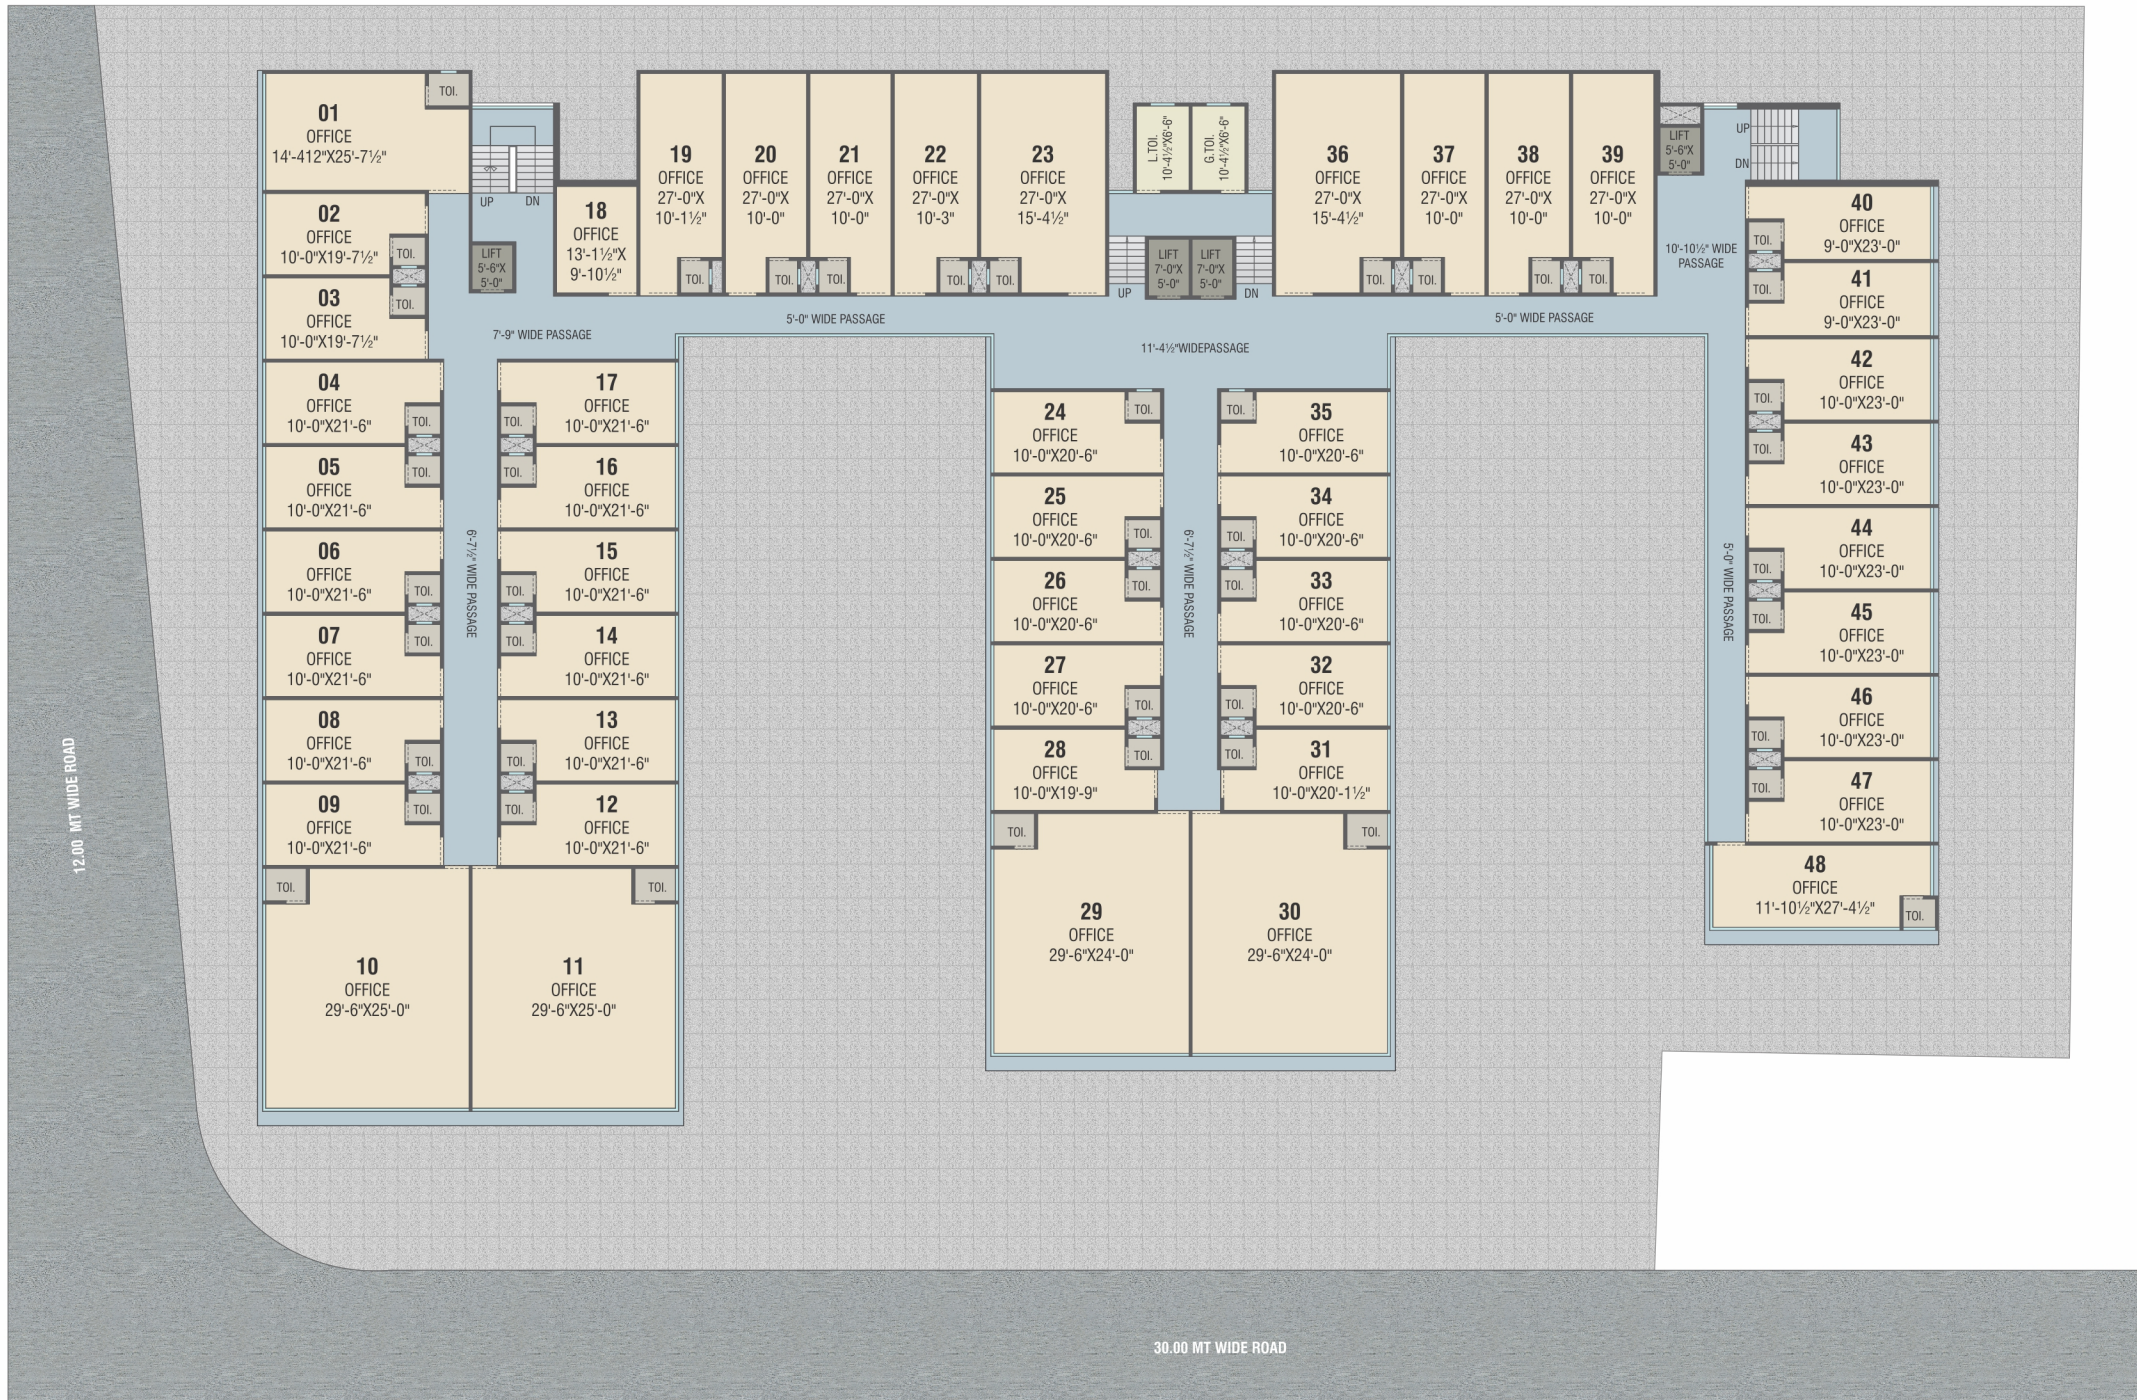 01
OFFICE
14'-412"X25'-7½"
TOI.
02
OFFICE
10'-0"X19'-7½"
TOI.
03
OFFICE
10'-0"X19'-7½"
TOI.
UP
DN
LIFT
5'-6"X
5'-0"
18
OFFICE
13'-1½"X
9'-10½"
19
OFFICE
27'-0"X
10'-1½"
TOI.
20
OFFICE
27'-0"X
10'-0"
TOI.
21
OFFICE
27'-0"X
10'-0"
TOI.
22
OFFICE
27'-0"X
10'-3"
TOI.
23
OFFICE
27'-0"X
15'-4½"
TOI.
L.TOI.
10'-4½"X6'-6"
G.TOI.
10'-4½"X6'-6"
UP
LIFT
7'-0"X
5'-0"
LIFT
7'-0"X
5'-0"
DN
36
OFFICE
27'-0"X
15'-4½"
TOI.
37
OFFICE
27'-0"X
10'-0"
TOI.
38
OFFICE
27'-0"X
10'-0"
TOI.
39
OFFICE
27'-0"X
10'-0"
TOI.
LIFT
5'-6"X
5'-0"
UP
DN
10'-10½" WIDE
PASSAGE
7'-9" WIDE PASSAGE
5'-0" WIDE PASSAGE
11'-4½"WIDEPASSAGE
5'-0" WIDE PASSAGE
04
OFFICE
10'-0"X21'-6"
TOI.
05
OFFICE
10'-0"X21'-6"
TOI.
06
OFFICE
10'-0"X21'-6"
TOI.
07
OFFICE
10'-0"X21'-6"
TOI.
08
OFFICE
10'-0"X21'-6"
TOI.
09
OFFICE
10'-0"X21'-6"
TOI.
6'-7½" WIDE PASSAGE
17
OFFICE
10'-0"X21'-6"
TOI.
16
OFFICE
10'-0"X21'-6"
TOI.
15
OFFICE
10'-0"X21'-6"
TOI.
14
OFFICE
10'-0"X21'-6"
TOI.
13
OFFICE
10'-0"X21'-6"
TOI.
12
OFFICE
10'-0"X21'-6"
TOI.
TOI.
10
OFFICE
29'-6"X25'-0"
TOI.
11
OFFICE
29'-6"X25'-0"
24
OFFICE
10'-0"X20'-6"
TOI.
25
OFFICE
10'-0"X20'-6"
TOI.
26
OFFICE
10'-0"X20'-6"
TOI.
27
OFFICE
10'-0"X20'-6"
TOI.
28
OFFICE
10'-0"X19'-9"
TOI.
6'-7½" WIDE PASSAGE
35
OFFICE
10'-0"X20'-6"
TOI.
34
OFFICE
10'-0"X20'-6"
TOI.
33
OFFICE
10'-0"X20'-6"
TOI.
32
OFFICE
10'-0"X20'-6"
TOI.
31
OFFICE
10'-0"X20'-1½"
TOI.
TOI.
29
OFFICE
29'-6"X24'-0"
TOI.
30
OFFICE
29'-6"X24'-0"
5'-0" WIDE PASSAGE
40
OFFICE
9'-0"X23'-0"
TOI.
41
OFFICE
9'-0"X23'-0"
TOI.
42
OFFICE
10'-0"X23'-0"
TOI.
43
OFFICE
10'-0"X23'-0"
TOI.
44
OFFICE
10'-0"X23'-0"
TOI.
45
OFFICE
10'-0"X23'-0"
TOI.
46
OFFICE
10'-0"X23'-0"
TOI.
47
OFFICE
10'-0"X23'-0"
TOI.
48
OFFICE
11'-10½"X27'-4½"
TOI.
12.00 MT WIDE ROAD
30.00 MT WIDE ROAD